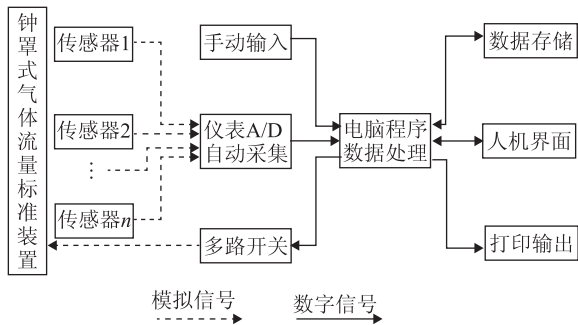 钟罩式气体流量标准装置
传感器1
传感器2
⋮
传感器n
手动输入
仪表A/D
自动采集
多路开关
电脑程序
数据处理
数据存储
人机界面
打印输出
模拟信号
数字信号